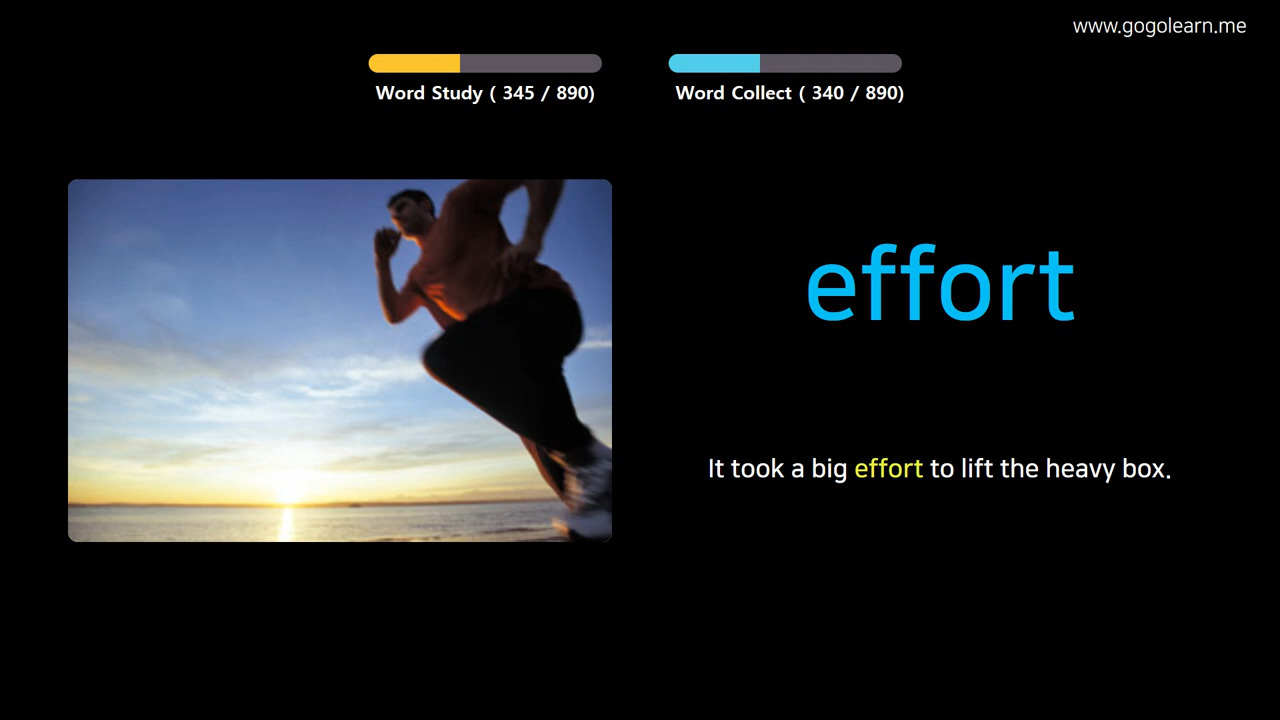 www.gogolearn.me
Word Study ( 345 / 890)
Word Collect ( 340 / 890)
effort
It took a big effort to lift the heavy box.